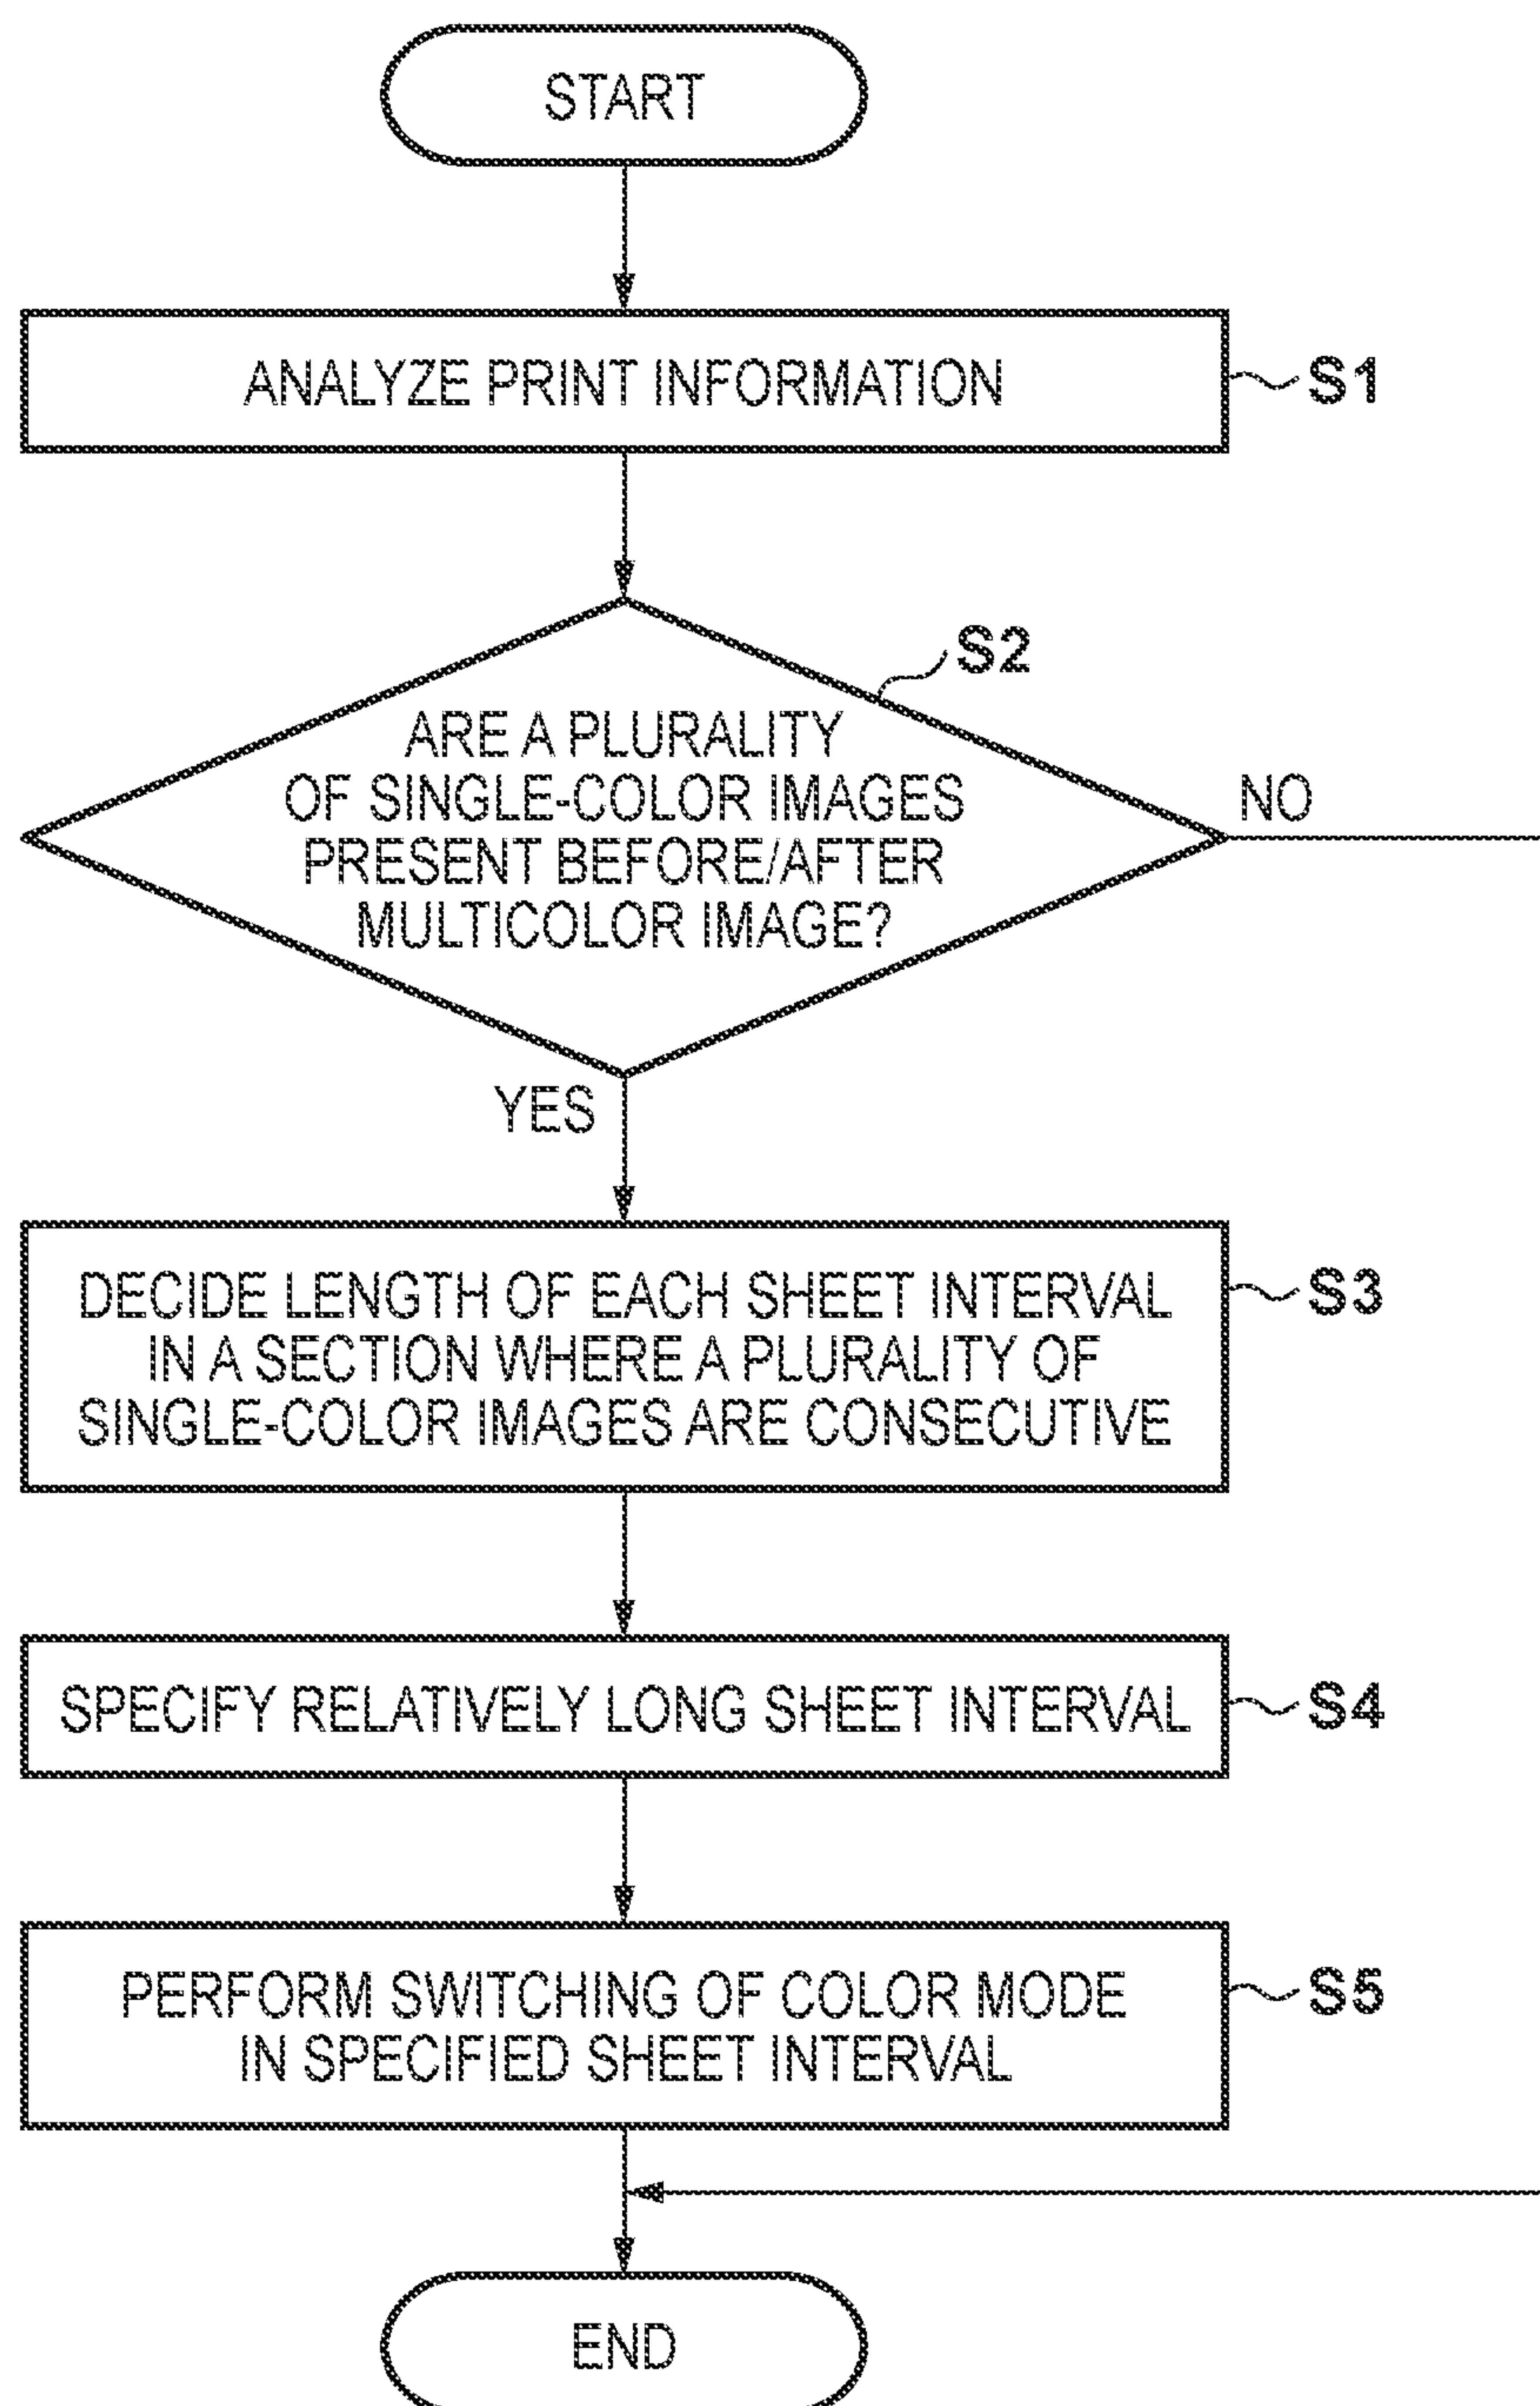 START
ANALYZE PRINT INFORMATION
S1
S2
ARE A PLURALITY
OF SINGLE-COLOR IMAGES
PRESENT BEFORE/AFTER
MULTICOLOR IMAGE?
NO
YES
DECIDE LENGTH OF EACH SHEET INTERVAL
IN A SECTION WHERE A PLURALITY OF
SINGLE-COLOR IMAGES ARE CONSECUTIVE
S3
SPECIFY RELATIVELY LONG SHEET INTERVAL
S4
PERFORM SWITCHING OF COLOR MODE
IN SPECIFIED SHEET INTERVAL
S5
END